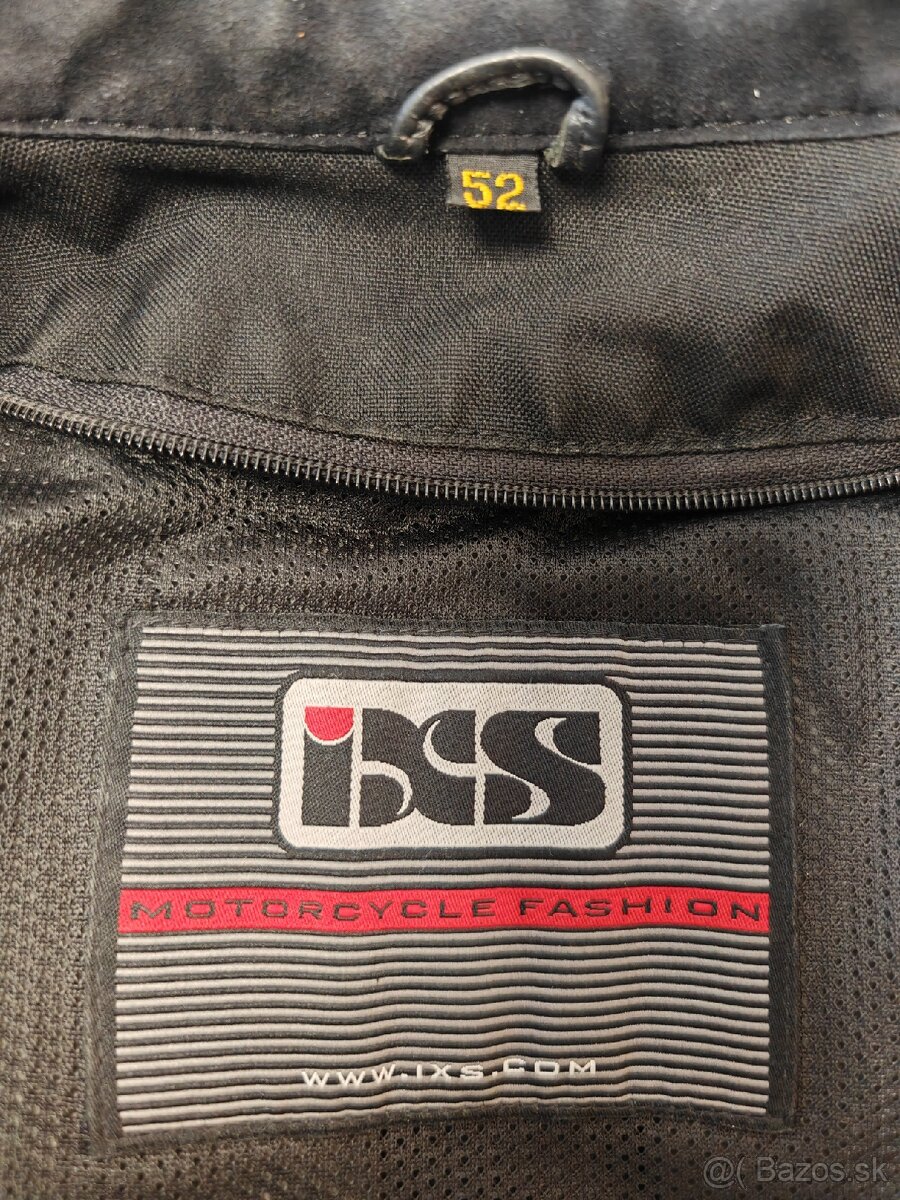 52
iXS
MOTORCYCLE FASHION
WWW.IXS.COM
@( Bazos.sk